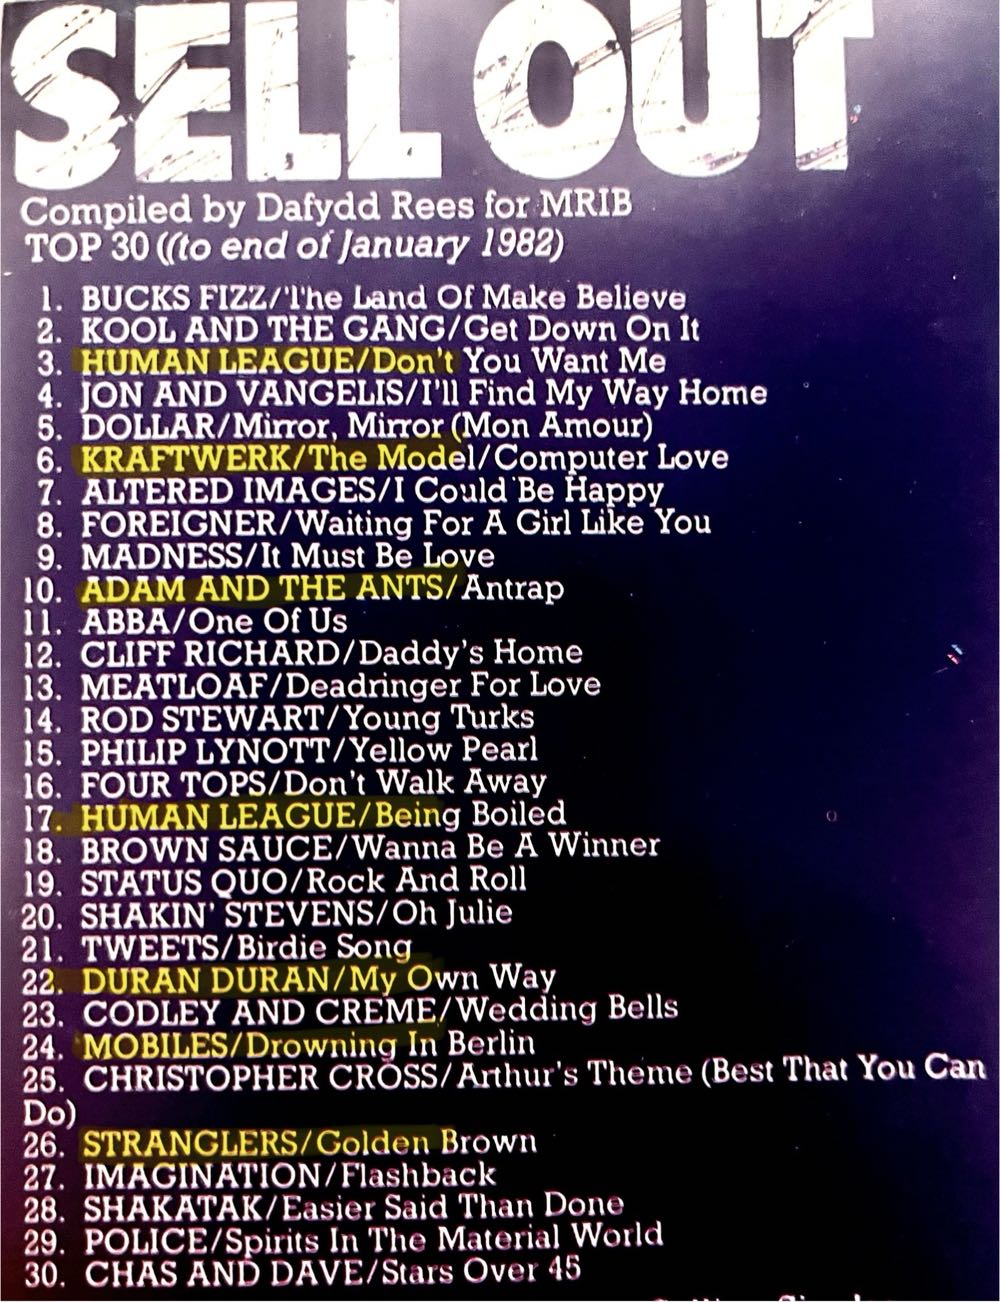 SELL OUT
Compiled by Dafydd Rees for MRIB
TOP 30 ((to end of January 1982)
1. BUCKS FIZZ/The Land Of Make Believe
2. KOOL AND THE GANG/Get Down On It
3. HUMAN LEAGUE/Don't You Want Me
4. JON AND VANGELIS/I'll Find My Way Home
5. DOLLAR/Mirror, Mirror (Mon Amour)
6. KRAFTWERK/The Model/Computer Love
7. ALTERED IMAGES/I Could Be Happy
8. FOREIGNER/Waiting For A Girl Like You
9. MADNESS/It Must Be Love
10. ADAM AND THE ANTS/Antrap
11. ABBA/One Of Us
12. CLIFF RICHARD/Daddy's Home
13. MEATLOAF/Deadringer For Love
14. ROD STEWART/Young Turks
15. PHILIP LYNOTT/Yellow Pearl
16. FOUR TOPS/Don't Walk Away
17. HUMAN LEAGUE/Being Boiled
18. BROWN SAUCE/Wanna Be A Winner
19. STATUS QUO/Rock And Roll
20. SHAKIN' STEVENS/Oh Julie
21. TWEETS/Birdie Song
22. DURAN DURAN/My Own Way
23. CODLEY AND CREME/Wedding Bells
24. MOBILES/Drowning In Berlin
25. CHRISTOPHER CROSS/Arthur's Theme (Best That You Can
Do)
26. STRANGLERS/Golden Brown
27. IMAGINATION/Flashback
28. SHAKATAK/Easier Said Than Done
29. POLICE/Spirits In The Material World
30. CHAS AND DAVE/Stars Over 45